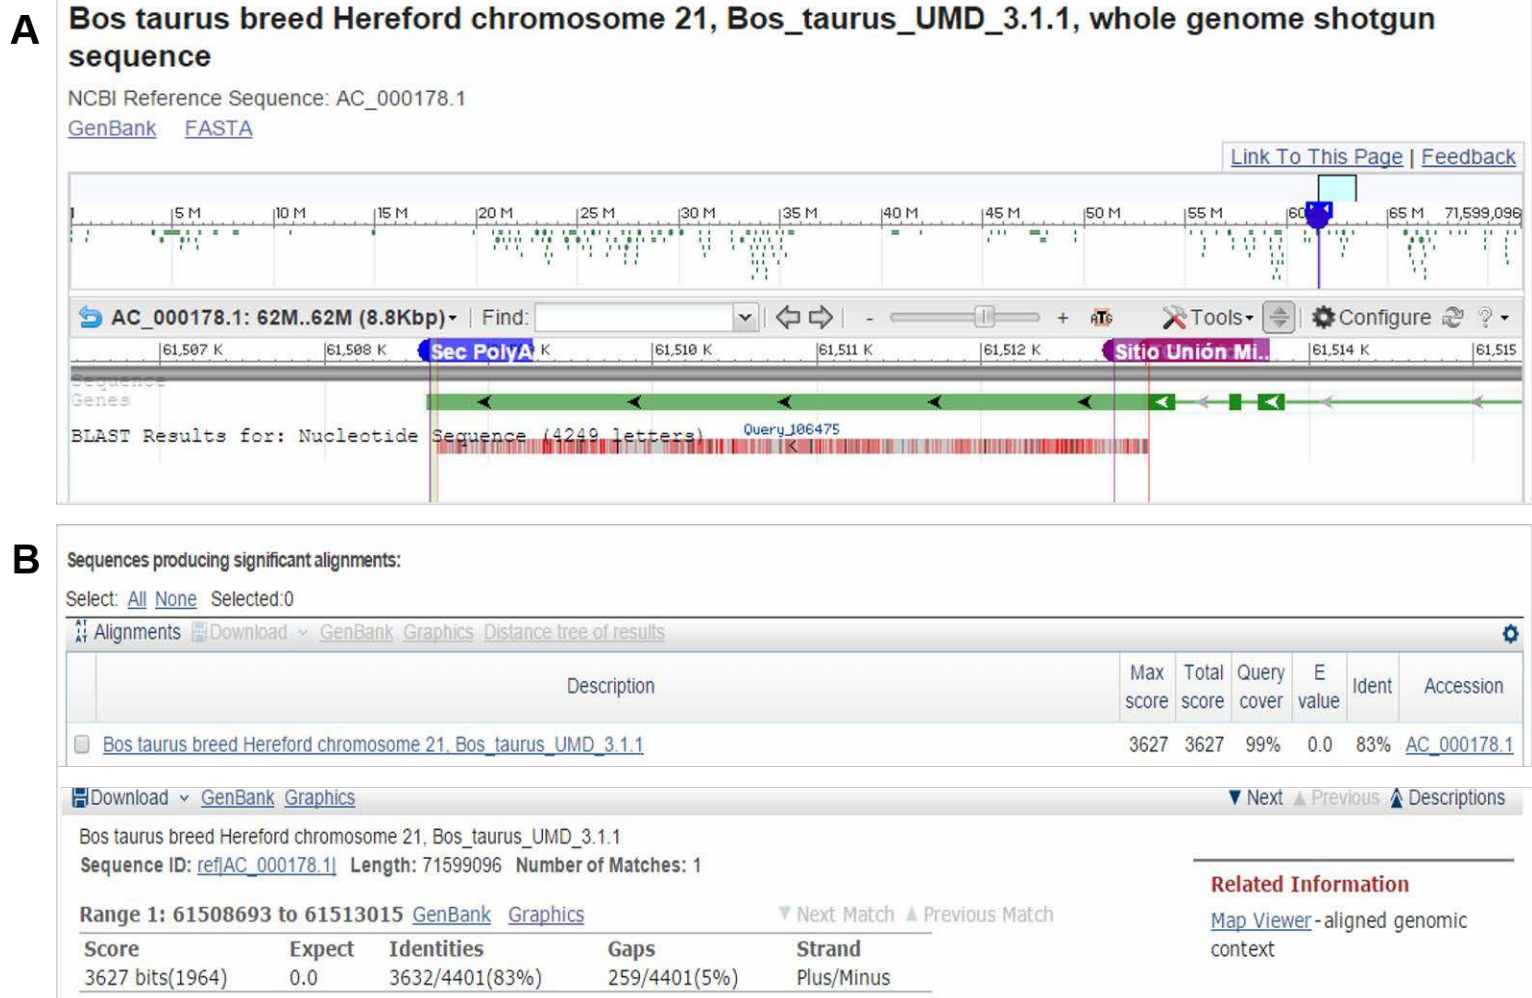 A
Bos taurus breed Hereford chromosome 21, Bos_taurus_UMD_3.1.1, whole genome shotgun
sequence
NCBI Reference Sequence: AC_000178.1
GenBank FASTA
Link To This Page | Feedback
5 M 10 M 15 M 20 M 25 M 30 M 35 M 40 M 45 M 50 M 55 M 60 65 M 71,599,096
AC_000178.1: 62M..62M (8.8Kbp) Find: - + ATG Tools Configure ?
61,507 K 61,508 K Sec PolyA K 61,510 K 61,511 K 61,512 K Sitio Unión Mi.. 61,514 K 61,515
Sequence
Genes
BLAST Results for: Nucleotide Sequence (4249 letters) Query_106475
B
Sequences producing significant alignments:
Select: All None Selected:0
Alignments Download GenBank Graphics Distance tree of results
Description Max score Total score Query cover E value Ident Accession
Bos taurus breed Hereford chromosome 21, Bos_taurus_UMD_3.1.1 3627 3627 99% 0.0 83% AC_000178.1
Download GenBank Graphics Next Previous Descriptions
Bos taurus breed Hereford chromosome 21, Bos_taurus_UMD_3.1.1
Sequence ID: ref|AC_000178.1| Length: 71599096 Number of Matches: 1
Related Information
Range 1: 61508693 to 61513015 GenBank Graphics Next Match Previous Match
Map Viewer - aligned genomic
context
Score Expect Identities Gaps Strand
3627 bits(1964) 0.0 3632/4401(83%) 259/4401(5%) Plus/Minus